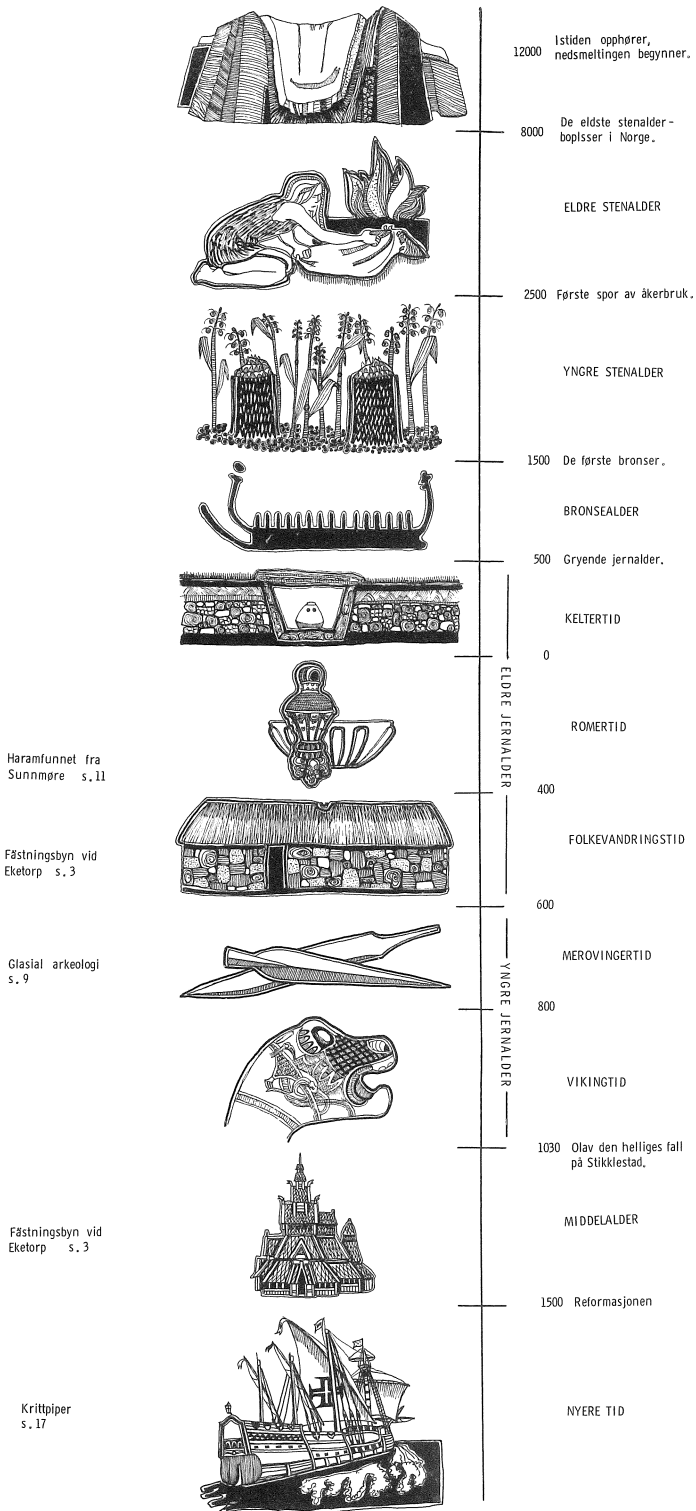 12000 Istiden opphører,
nedsmeltingen begynner.
8000 De eldste stenalder-
boplsser i Norge.
ELDRE STENALDER
2500 Første spor av åkerbruk.
YNGRE STENALDER
1500 De første bronser.
BRONSEALDER
500 Gryende jernalder.
KELTERTID
0
ELDRE JERNALDER
ROMERTID
Haramfunnet fra
Sunnmøre s.11
400
FOLKEVANDRINGSTID
Fästningsbyn vid
Eketorp s.3
600
MEROVINGERTID
Glasial arkeologi
s.9
YNGRE JERNALDER
800
VIKINGTID
1030 Olav den helliges fall
på Stikklestad.
MIDDELALDER
Fästningsbyn vid
Eketorp s.3
1500 Reformasjonen
NYERE TID
Krittpiper
s.17